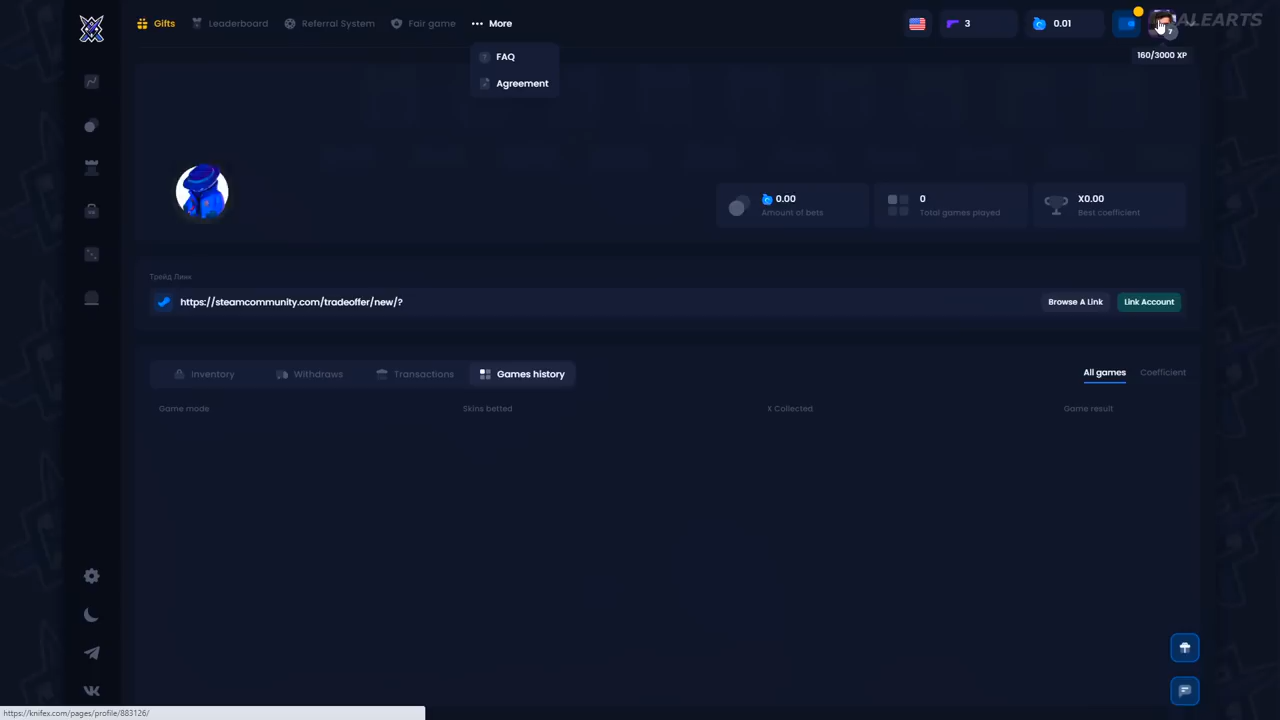 Gifts
Leaderboard
Referral System
Fair game
More
3
0.01
7
160/3000 XP
FAQ
Agreement
0.00
Amount of bets
0
Total games played
X0.00
Best coefficient
Трейд Линк
https://steamcommunity.com/tradeoffer/new/?
Browse A Link
Link Account
Inventory
Withdraws
Transactions
Games history
All games
Coefficient
Game mode
Skins betted
X Collected
Game result
https://knifex.com/pages/profile/883126/